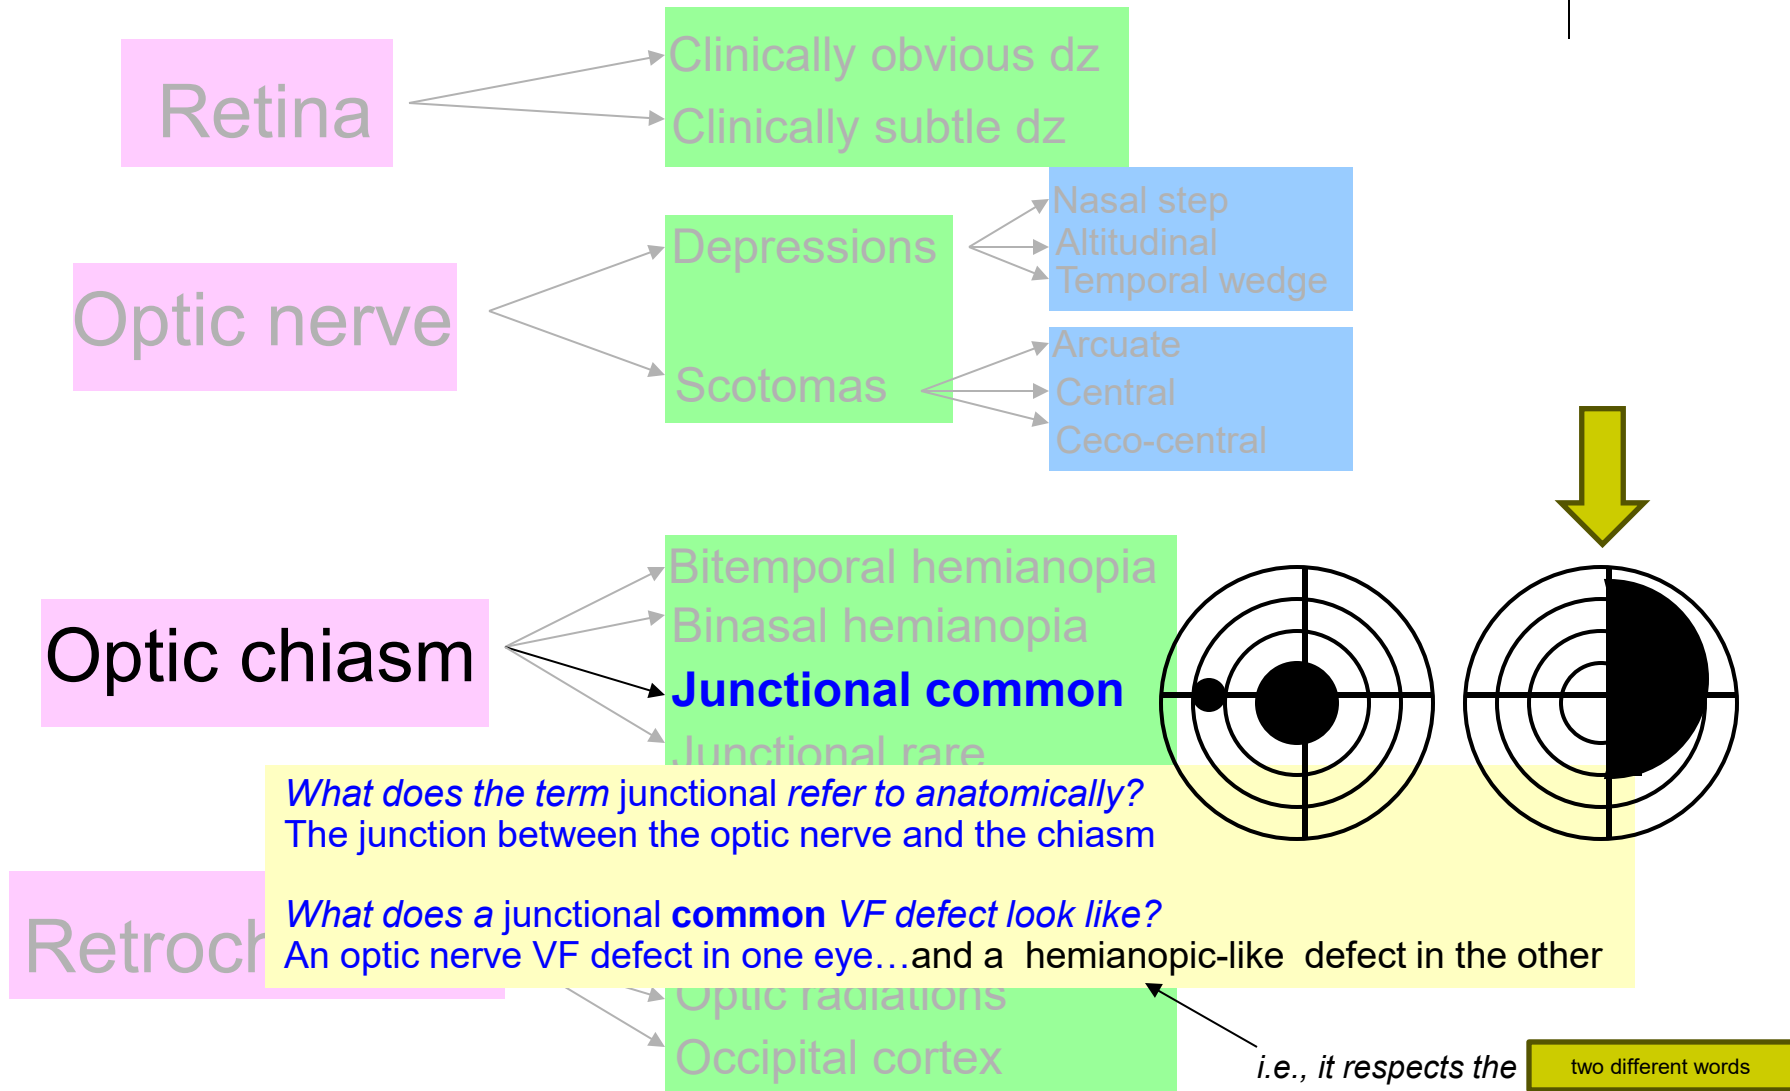 Retina
Clinically obvious dz
Clinically subtle dz
Optic nerve
Depressions
Nasal step
Altitudinal
Temporal wedge
Scotomas
Arcuate
Central
Ceco-central
Optic chiasm
Bitemporal hemianopia
Binasal hemianopia
Junctional common
Junctional rare
What does the term junctional refer to anatomically?
The junction between the optic nerve and the chiasm
What does a junctional common VF defect look like?
An optic nerve VF defect in one eye…and a hemianopic-like defect in the other
Retroch
Optic radiations
Occipital cortex
i.e., it respects the two different words